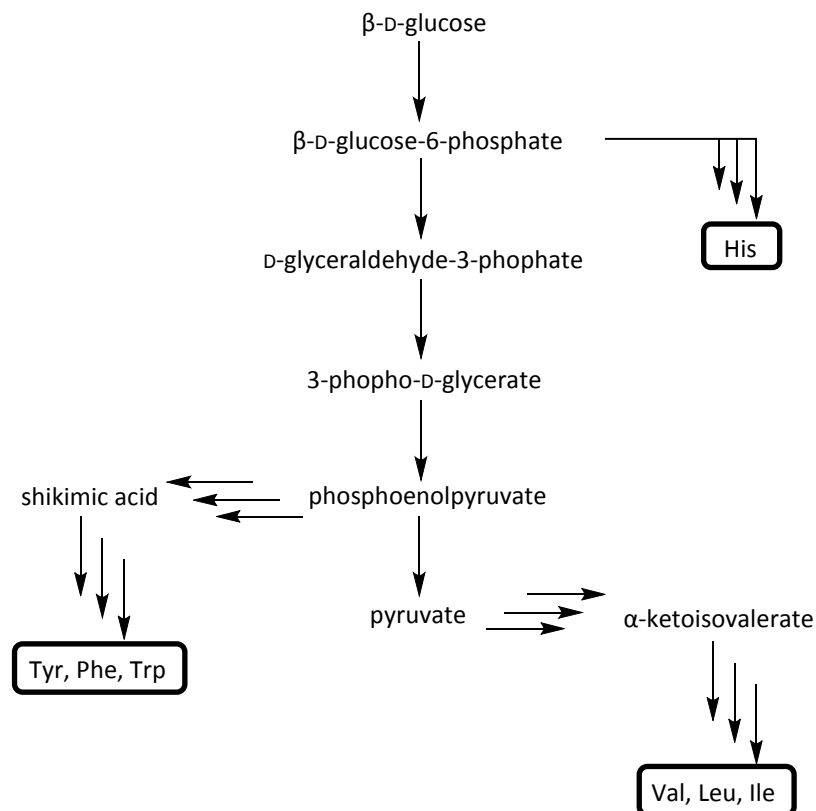 β-D-glucose
β-D-glucose-6-phosphate
His
D-glyceraldehyde-3-phophate
3-phopho-D-glycerate
shikimic acid
phosphoenolpyruvate
pyruvate
α-ketoisovalerate
Tyr, Phe, Trp
Val, Leu, Ile